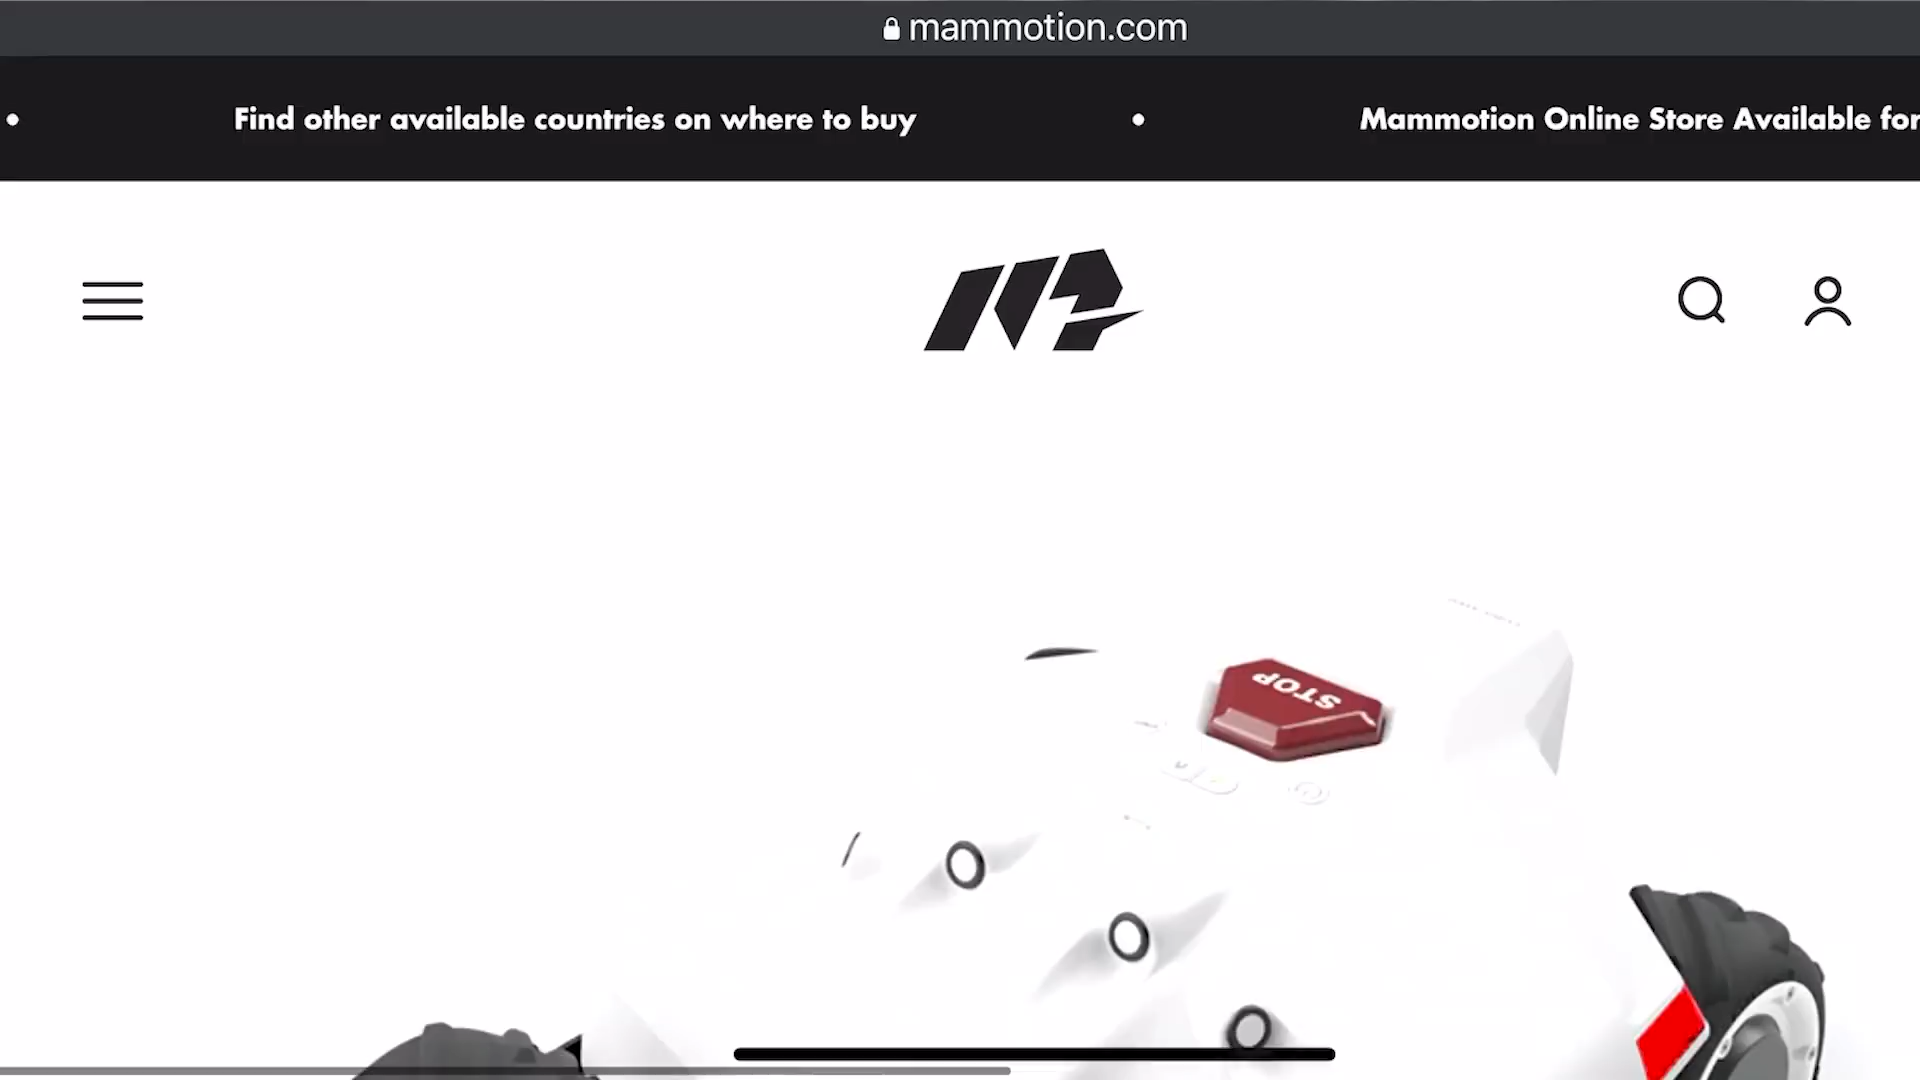 mammotion.com
Find other available countries on where to buy
Mammotion Online Store Available for
STOP